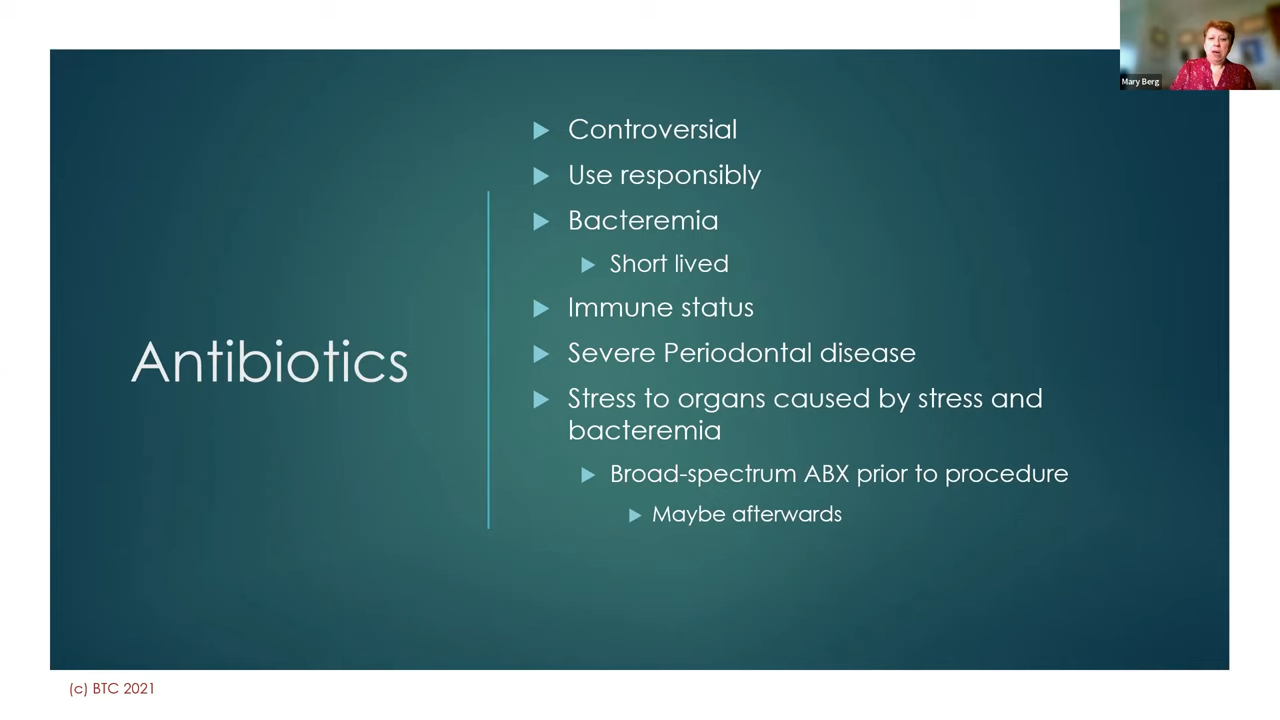 Mary Berg
Controversial
Use responsibly
Bacteremia
Short lived
Immune status
Severe Periodontal disease
Antibiotics
Stress to organs caused by stress and
bacteremia
Broad-spectrum ABX prior to procedure
Maybe afterwards
(c) BTC 2021